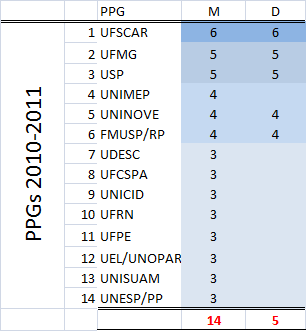 PPG M D
1 UFSCAR 6 6
2 UFMG 5 5
3 USP 5 5
4 UNIMEP 4
5 UNINOVE 4 4
6 FMUSP/RP 4 4
7 UDESC 3
8 UFCSPA 3
9 UNICID 3
10 UFRN 3
11 UFPE 3
12 UEL/UNOPAR 3
13 UNISUAM 3
14 UNESP/PP 3
14 5
PPGs 2010-2011